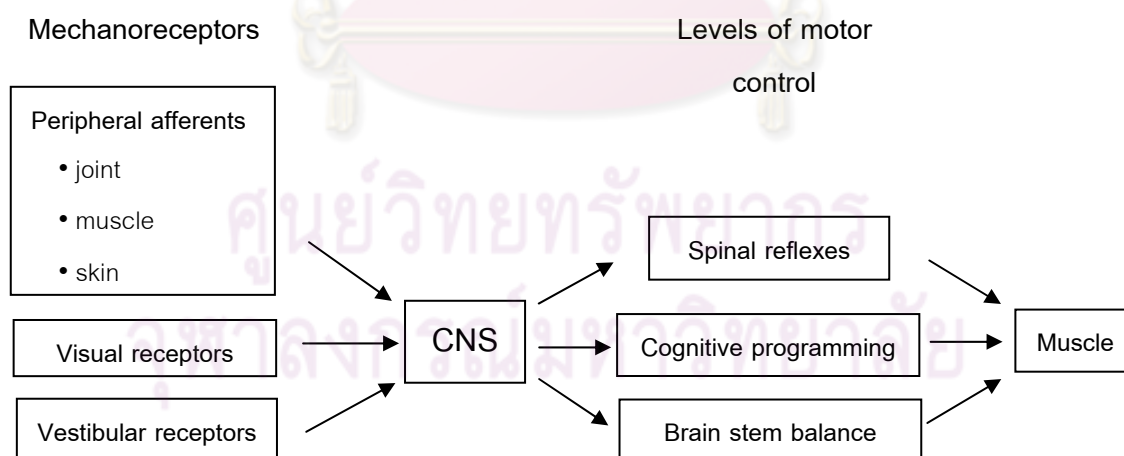 Mechanoreceptors
Levels of motor
control
Peripheral afferents
• joint
• muscle
• skin
Visual receptors
Vestibular receptors
CNS
Spinal reflexes
Cognitive programming
Brain stem balance
Muscle
ศูนย์วิทยทรัพยากร
จุฬาลงกรณ์มหาวิทยาลัย